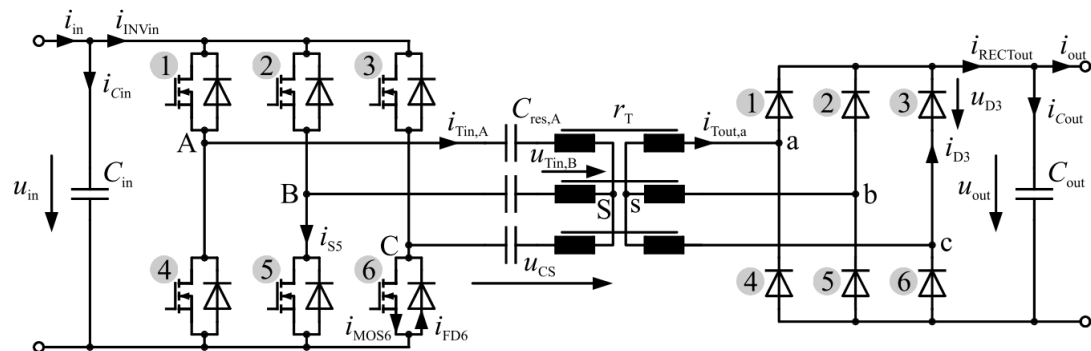 i_in
i_INVin
i_RECTout
i_out
1
2
3
1
2
3
i_Cin
C_res,A
r_T
u_D3
A
i_Tin,A
i_Tout,a
a
i_Cout
u_Tin,B
i_D3
C_in
u_in
B
S
s
b
u_out
C_out
i_S5
C
c
4
5
6
u_CS
4
5
6
i_MOS6
i_FD6